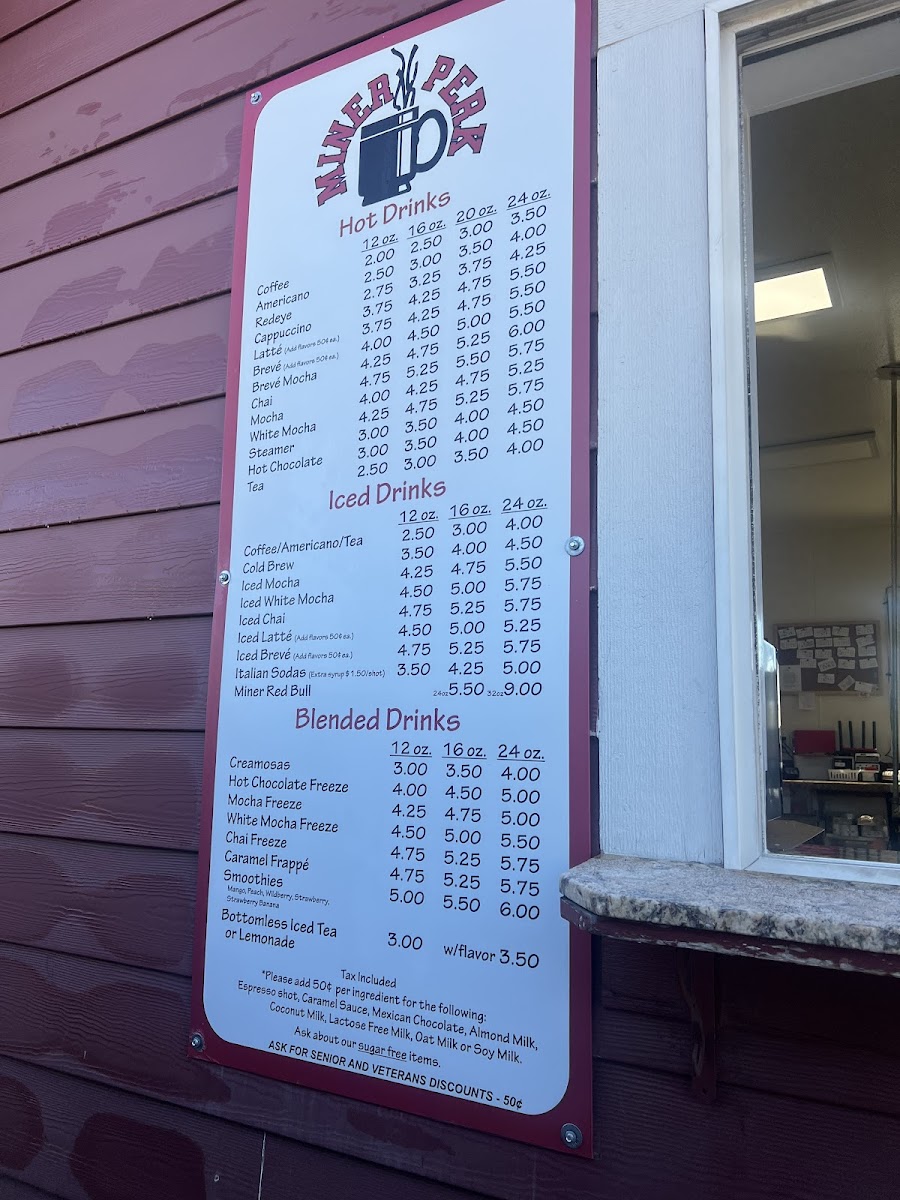 MINER PERK
Hot Drinks
12 oz. 16 oz. 20 oz. 24 oz.
Coffee 2.00 2.50 3.00 3.50
Americano 2.50 3.00 3.50 4.00
Redeye 2.75 3.25 3.75 4.25
Cappuccino 3.75 4.25 4.75 5.50
Latté (Add flavors 50¢ ea.) 3.75 4.25 4.75 5.50
Brevé (Add flavors 50¢ ea.) 4.00 4.50 5.00 5.50
Brevé Mocha 4.25 4.75 5.25 6.00
Chai 4.75 5.25 5.50 5.75
Mocha 4.00 4.25 4.75 5.25
White Mocha 4.25 4.75 5.25 5.75
Steamer 3.00 3.50 4.00 4.50
Hot Chocolate 3.00 3.50 4.00 4.50
Tea 2.50 3.00 3.50 4.00
Iced Drinks
12 oz. 16 oz. 24 oz.
Coffee/Americano/Tea 2.50 3.00 4.00
Cold Brew 3.50 4.00 4.50
Iced Mocha 4.25 4.75 5.50
Iced White Mocha 4.50 5.00 5.75
Iced Chai 4.75 5.25 5.75
Iced Latté (Add flavors 50¢ ea.) 4.50 5.00 5.25
Iced Brevé (Add flavors 50¢ ea.) 4.75 5.25 5.75
Italian Sodas (Extra syrup $1.50/shot) 3.50 4.25 5.00
Miner Red Bull 24oz 5.50 32oz 9.00
Blended Drinks
12 oz. 16 oz. 24 oz.
Creamosas 3.00 3.50 4.00
Hot Chocolate Freeze 4.00 4.50 5.00
Mocha Freeze 4.25 4.75 5.00
White Mocha Freeze 4.50 5.00 5.50
Chai Freeze 4.75 5.25 5.75
Caramel Frappé 4.75 5.25 5.75
Smoothies 5.00 5.50 6.00
Mango, Peach, Wildberry, Strawberry,
Strawberry Banana
Bottomless Iced Tea
or Lemonade 3.00 w/flavor 3.50
Tax Included
*Please add 50¢ per ingredient for the following:
Espresso shot, Caramel Sauce, Mexican Chocolate, Almond Milk,
Coconut Milk, Lactose Free Milk, Oat Milk or Soy Milk.
Ask about our sugar free items.
ASK FOR SENIOR AND VETERANS DISCOUNTS - 50¢